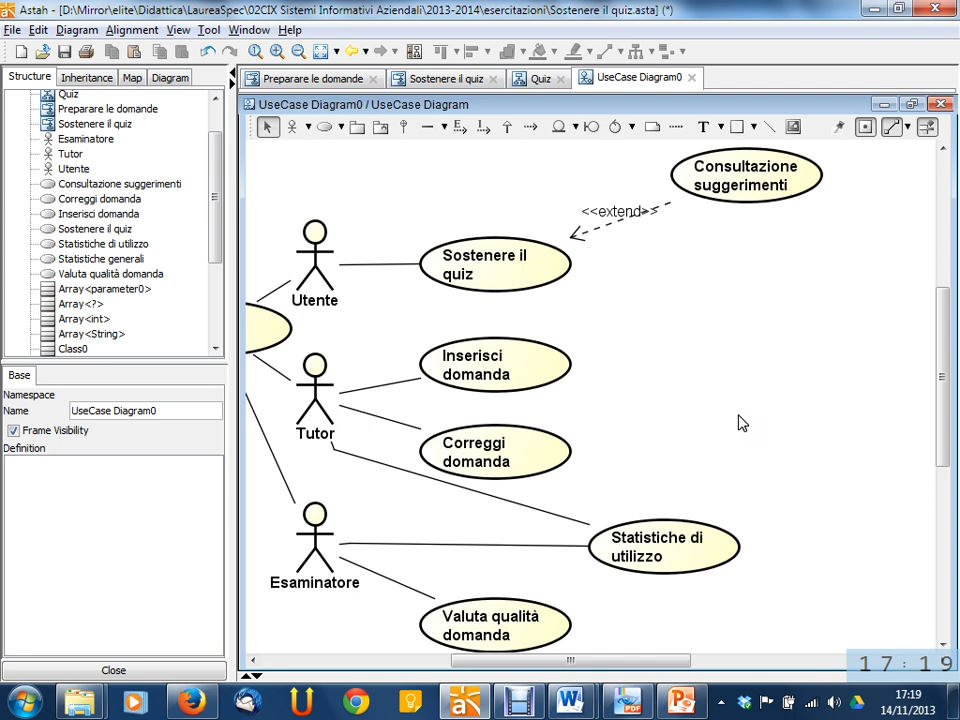 Astah - [D:\Mirror\elite\Didattica\LaureaSpec\02CIX Sistemi Informativi Aziendali\2013-2014\esercitazioni\Sostenere il quiz.asta] (*)
File Edit Diagram Alignment View Tool Window Help
Structure Inheritance Map Diagram
Preparare le domande Sostenere il quiz Quiz UseCase Diagram0
Quiz
Preparare le domande
Sostenere il quiz
Esaminatore
Tutor
Utente
Consultazione suggerimenti
Correggi domanda
Inserisci domanda
Sostenere il quiz
Statistiche di utilizzo
Statistiche generali
Valuta qualità domanda
Array<parameter0>
Array<?>
Array<int>
Array<String>
Class0
Base
Namespace
Name UseCase Diagram0
Frame Visibility
Definition
Close
UseCase Diagram0 / UseCase Diagram
T
Consultazione
suggerimenti
<<extend>>
Sostenere il
quiz
Utente
Inserisci
domanda
Tutor
Correggi
domanda
Statistiche di
utilizzo
Esaminatore
Valuta qualità
domanda
17:19
PDF
17:19
14/11/2013